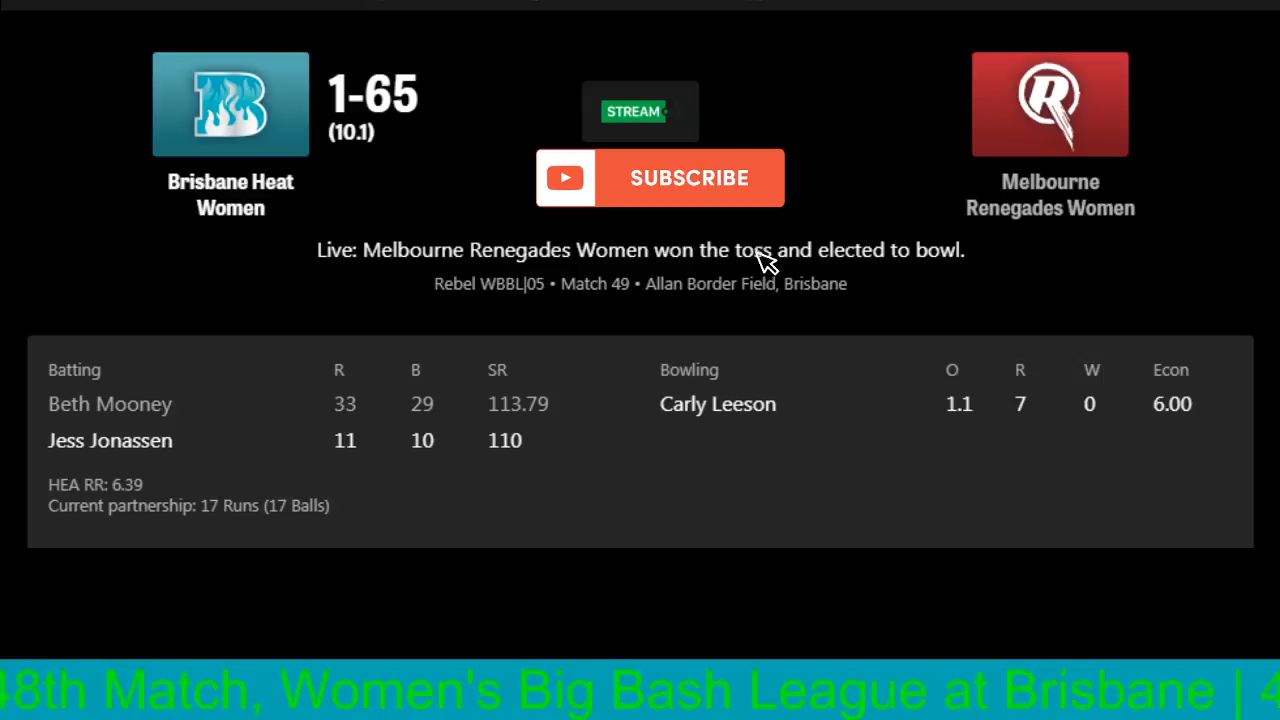 1-65
(10.1)
STREAM
SUBSCRIBE
Brisbane Heat
Women
Melbourne
Renegades Women
Live: Melbourne Renegades Women won the toss and elected to bowl.
Rebel WBBL|05 • Match 49 • Allan Border Field, Brisbane
Batting R B SR Bowling O R W Econ
Beth Mooney 33 29 113.79 Carly Leeson 1.1 7 0 6.00
Jess Jonassen 11 10 110
HEA RR: 6.39
Current partnership: 17 Runs (17 Balls)
48th Match, Women's Big Bash League at Brisbane | 4